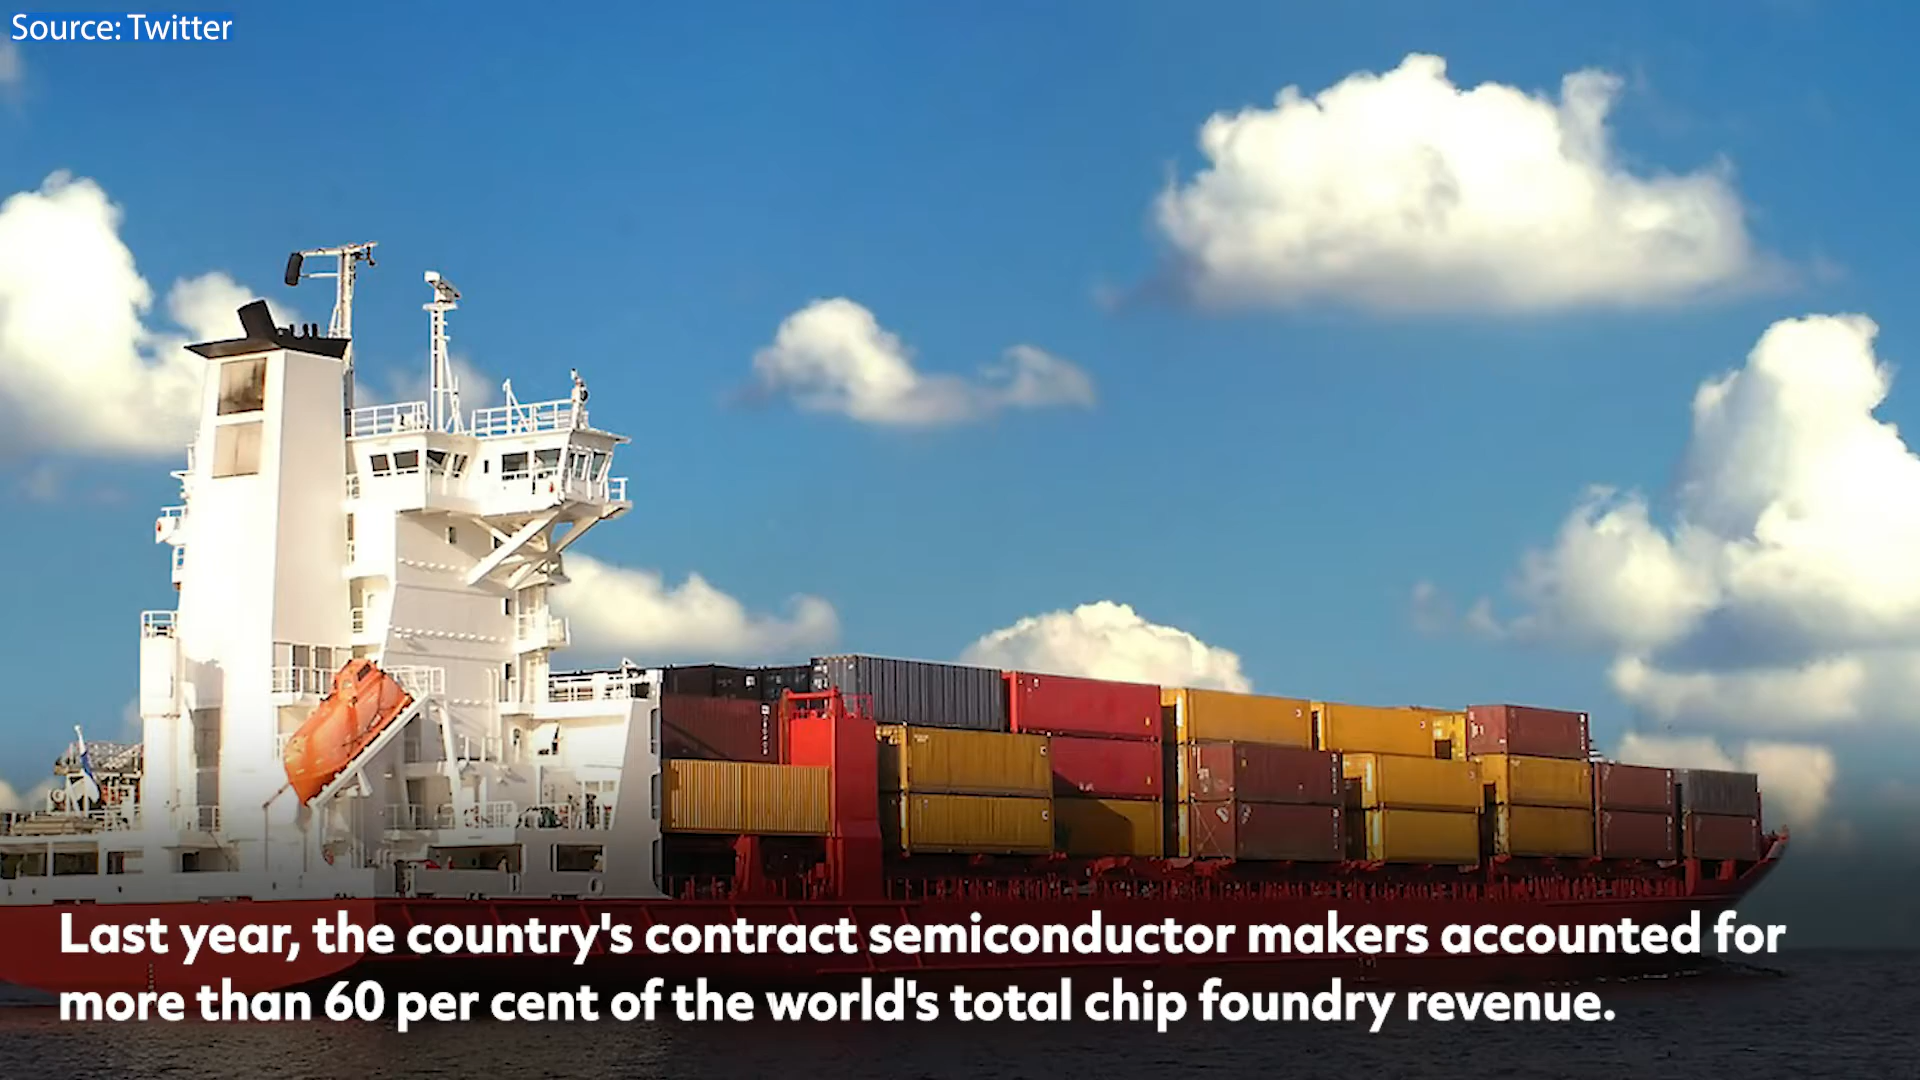 Source: Twitter
Last year, the country's contract semiconductor makers accounted for
more than 60 per cent of the world's total chip foundry revenue.